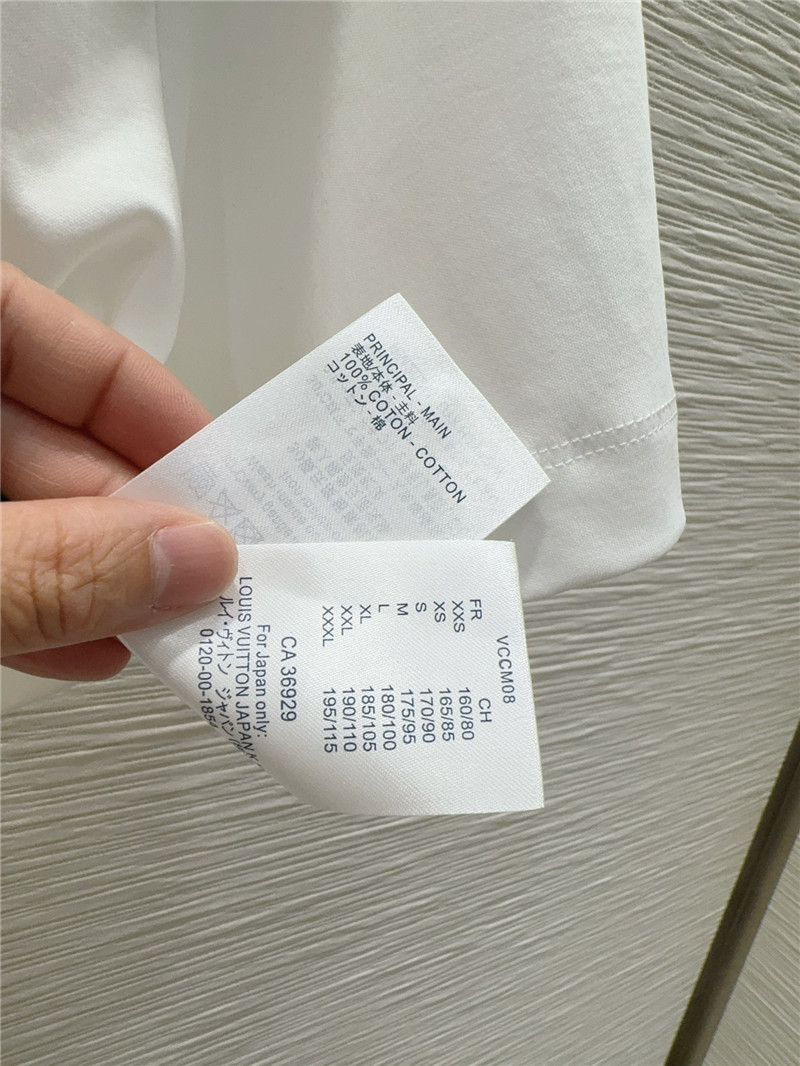 PRINCIPAL - MAIN
表地/本体 - 主料
100% COTON - COTTON
コットン - 棉
VCCM08
FR CH
XXS 160/80
XS 165/85
S 170/90
M 175/95
L 180/100
XL 185/105
XXL 190/110
XXXL 195/115
CA 36929
For Japan only:
LOUIS VUITTON JAPAN
ルイ・ヴィトン ジャパン
0120-00-185